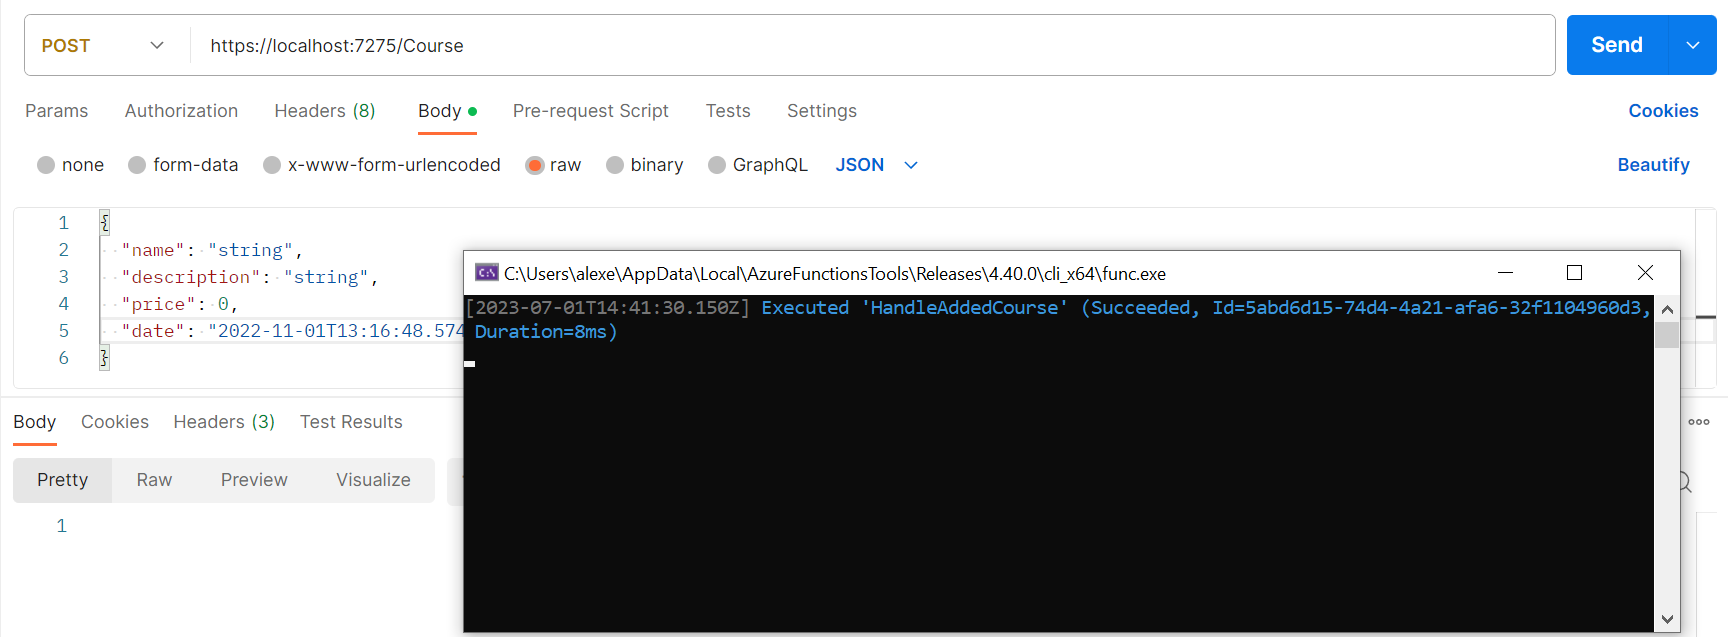 POST https://localhost:7275/Course Send
Params Authorization Headers (8) Body Pre-request Script Tests Settings Cookies
none form-data x-www-form-urlencoded raw binary GraphQL JSON Beautify
1 {
2 "name": "string",
3 "description": "string",
4 "price": 0,
5 "date": "2022-11-01T13:16:48.574
6 }
C:\Users\alexe\AppData\Local\AzureFunctionsTools\Releases\4.40.0\cli_x64\func.exe
[2023-07-01T14:41:30.150Z] Executed 'HandleAddedCourse' (Succeeded, Id=5abd6d15-74d4-4a21-afa6-32f1104960d3,
Duration=8ms)
Body Cookies Headers (3) Test Results
Pretty Raw Preview Visualize
1